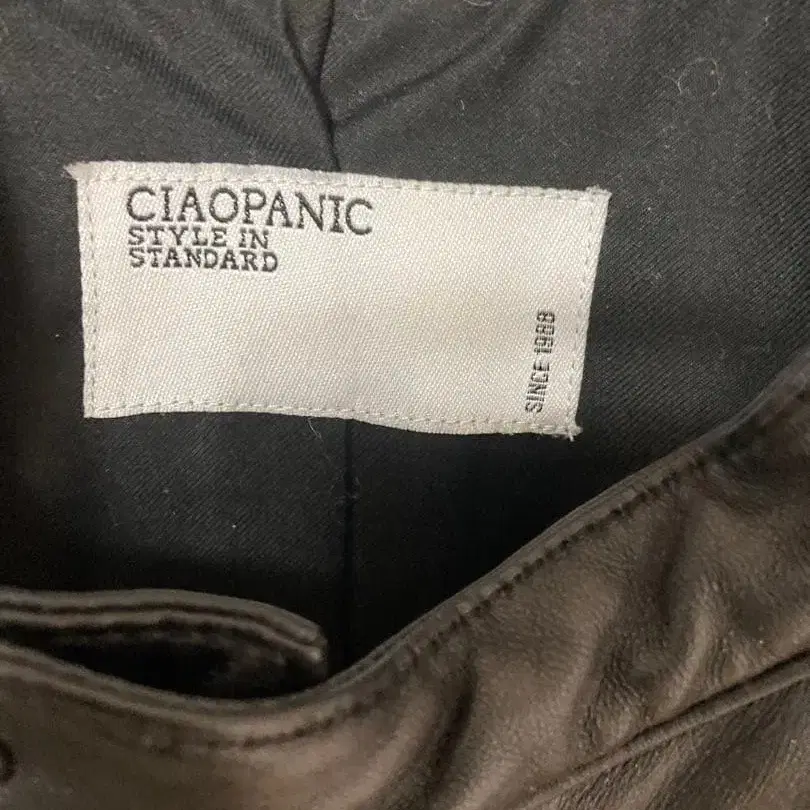 CIAOPANIC
STYLE IN
STANDARD
SINCE 1988